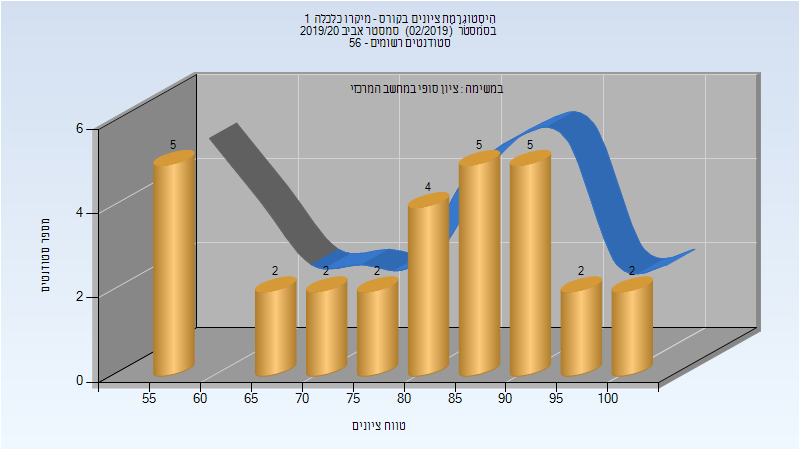 היסטוגרמת ציונים בקורס - מיקרו כלכלה 1
בסמסטר (02/2019) סמסטר אביב 2019/20
סטודנטים רשומים - 56
במשימה : ציון סופי במחשב המרכזי
מספר סטודנטים
6
4
2
0
5
2
2
2
4
5
5
2
2
55 60 65 70 75 80 85 90 95 100
טווח ציונים